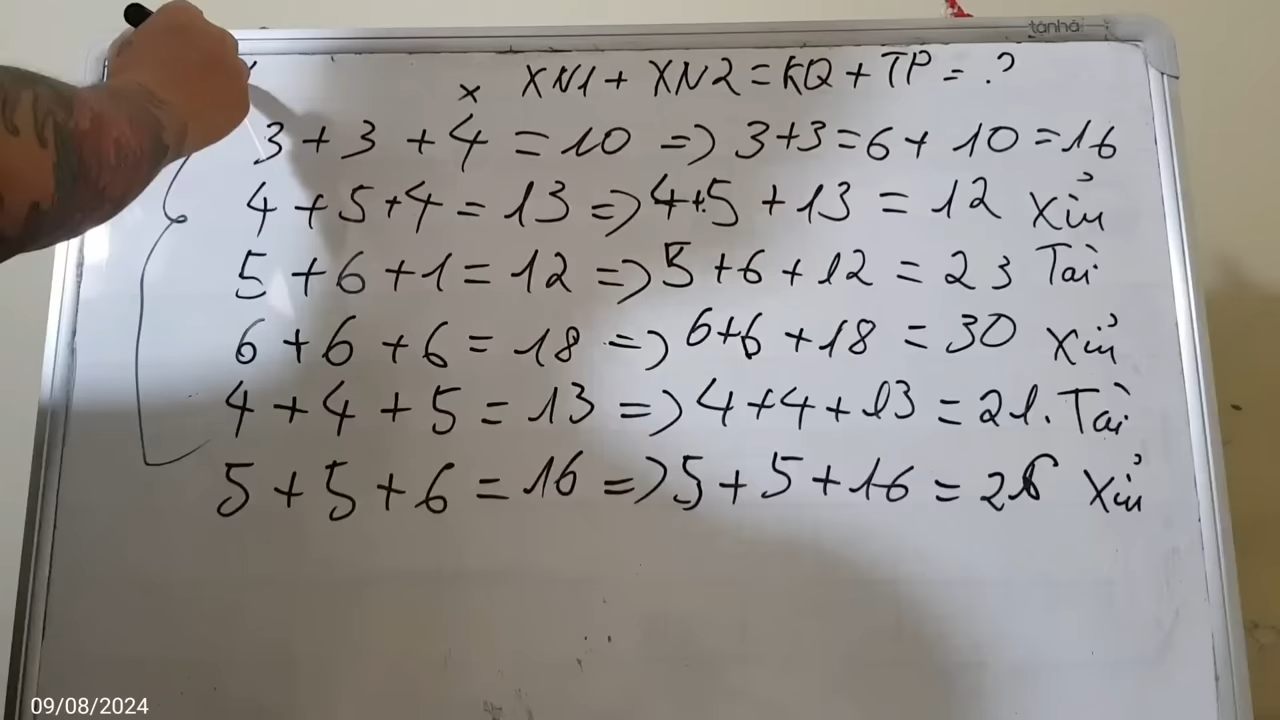 tânhà
× XN1 + XN2 = KQ + TP = ?
3 + 3 + 4 = 10 => 3+3 = 6 + 10 = 16
4 + 5 + 4 = 13 => 4+5 + 13 = 12 Xỉu
5 + 6 + 1 = 12 => 5+6 + 12 = 23 Tài
6 + 6 + 6 = 18 => 6+6 + 18 = 30 Xỉu
4 + 4 + 5 = 13 => 4+4+13 = 21. Tài
5 + 5 + 6 = 16 => 5+5+16 = 26 Xỉu
09/08/2024